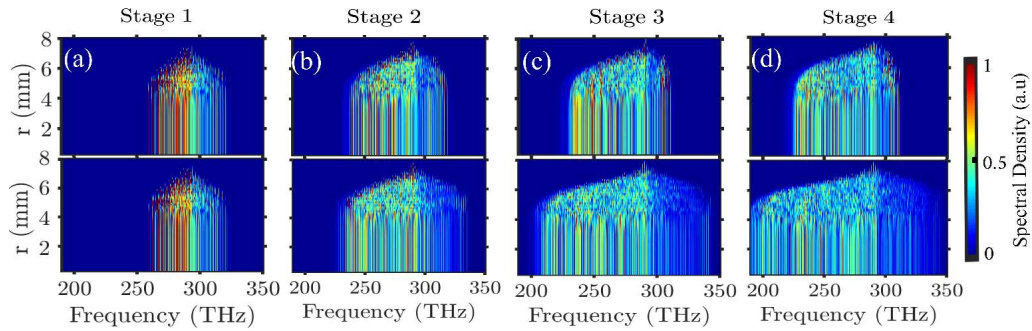 Stage 1 Stage 2 Stage 3 Stage 4
(a) (b) (c) (d)
8
6
4
2
r (mm)
8
6
4
2
r (mm)
200 250 300 350 200 250 300 350 200 250 300 350 200 250 300 350
Frequency (THz) Frequency (THz) Frequency (THz) Frequency (THz)
1
0.5
0
Spectral Density (a.u)